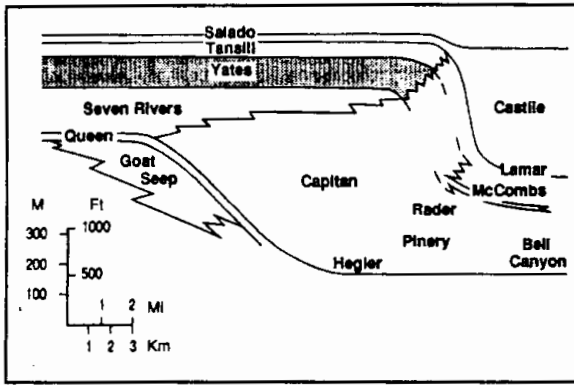 Salado
Tansill
Yates
Seven Rivers
Castile
Queen
Goat
Seep
Capitan
Lamar
McCombs
Rader
Pinery
Bell
Canyon
Hegler
M Ft
300 1000
200 500
100
1 2 Mi
1 2 3 Km